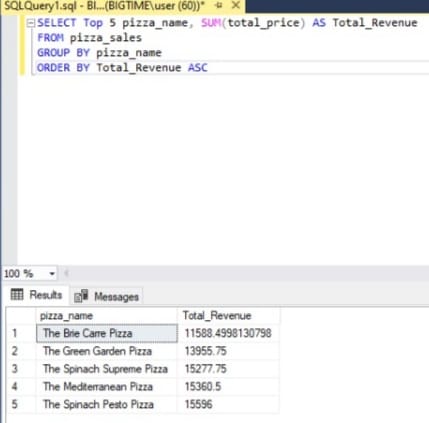 SQLQuery1.sql - BI...(BIGTIME\user (60))*
SELECT Top 5 pizza_name, SUM(total_price) AS Total_Revenue
FROM pizza_sales
GROUP BY pizza_name
ORDER BY Total_Revenue ASC
100 %
Results Messages
pizza_name Total_Revenue
1 The Brie Carre Pizza 11588.4998130798
2 The Green Garden Pizza 13955.75
3 The Spinach Supreme Pizza 15277.75
4 The Mediterranean Pizza 15360.5
5 The Spinach Pesto Pizza 15596